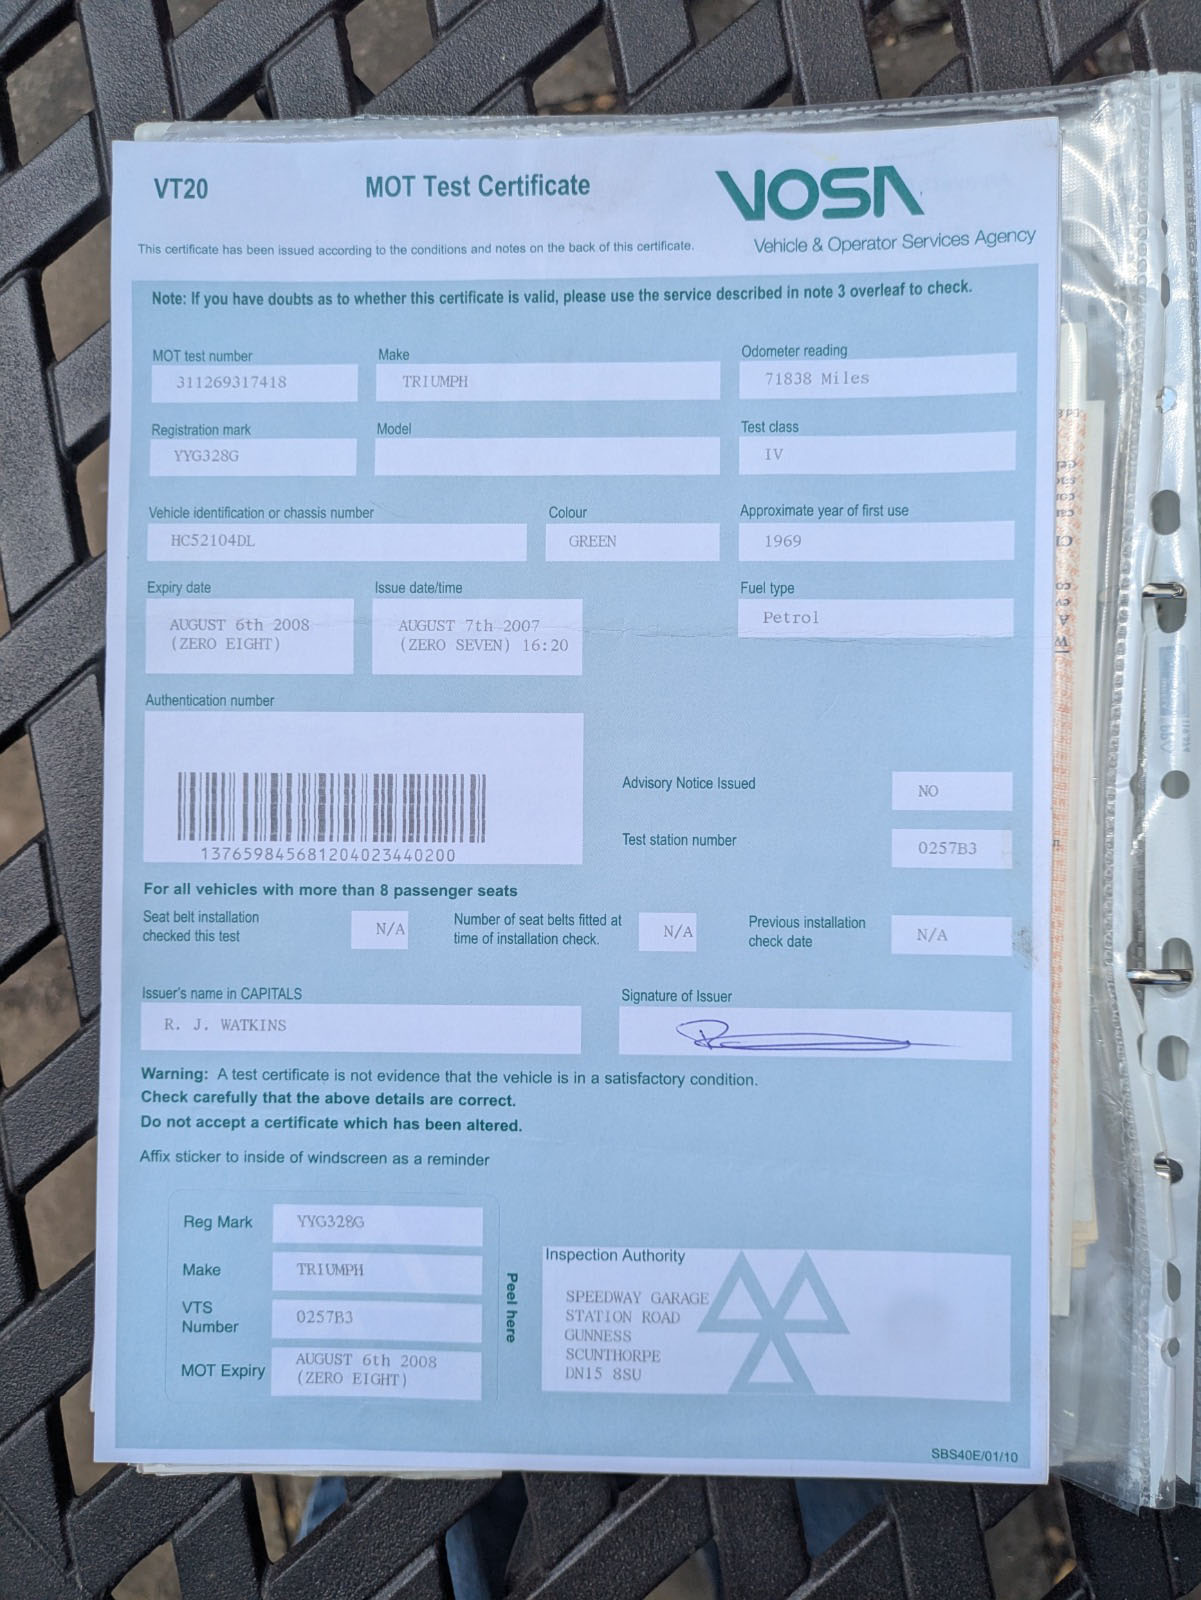 VT20
MOT Test Certificate
VOSA
Vehicle & Operator Services Agency
This certificate has been issued according to the conditions and notes on the back of this certificate.
Note: If you have doubts as to whether this certificate is valid, please use the service described in note 3 overleaf to check.
MOT test number
311269317418
Make
TRIUMPH
Odometer reading
71838 Miles
Registration mark
YYG328G
Model
Test class
IV
Vehicle identification or chassis number
HC52104DL
Colour
GREEN
Approximate year of first use
1969
Expiry date
AUGUST 6th 2008
(ZERO EIGHT)
Issue date/time
AUGUST 7th 2007
(ZERO SEVEN) 16:20
Fuel type
Petrol
Authentication number
1376598456812040234​40200
Advisory Notice Issued
NO
Test station number
0257B3
For all vehicles with more than 8 passenger seats
Seat belt installation
checked this test
N/A
Number of seat belts fitted at
time of installation check.
N/A
Previous installation
check date
N/A
Issuer's name in CAPITALS
R. J. WATKINS
Signature of Issuer
Warning: A test certificate is not evidence that the vehicle is in a satisfactory condition.
Check carefully that the above details are correct.
Do not accept a certificate which has been altered.
Affix sticker to inside of windscreen as a reminder
Reg Mark
YYG328G
Make
TRIUMPH
VTS
Number
0257B3
MOT Expiry
AUGUST 6th 2008
(ZERO EIGHT)
Peel here
Inspection Authority
SPEEDWAY GARAGE
STATION ROAD
GUNNESS
SCUNTHORPE
DN15 8SU
SBS40E/01/10